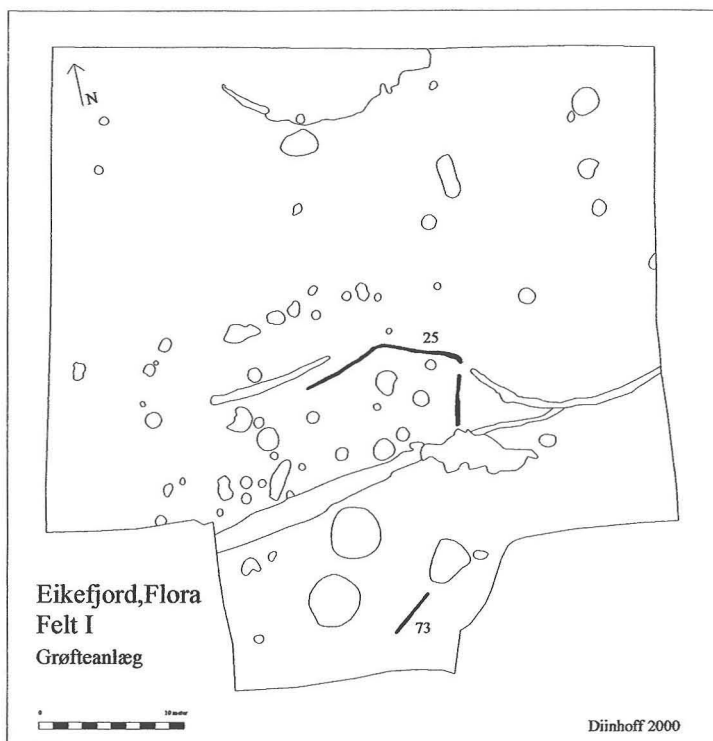 N
25
73
Eikefjord,Flora
Felt I
Grøfteanlæg
0 10 meter
Diinhoff 2000